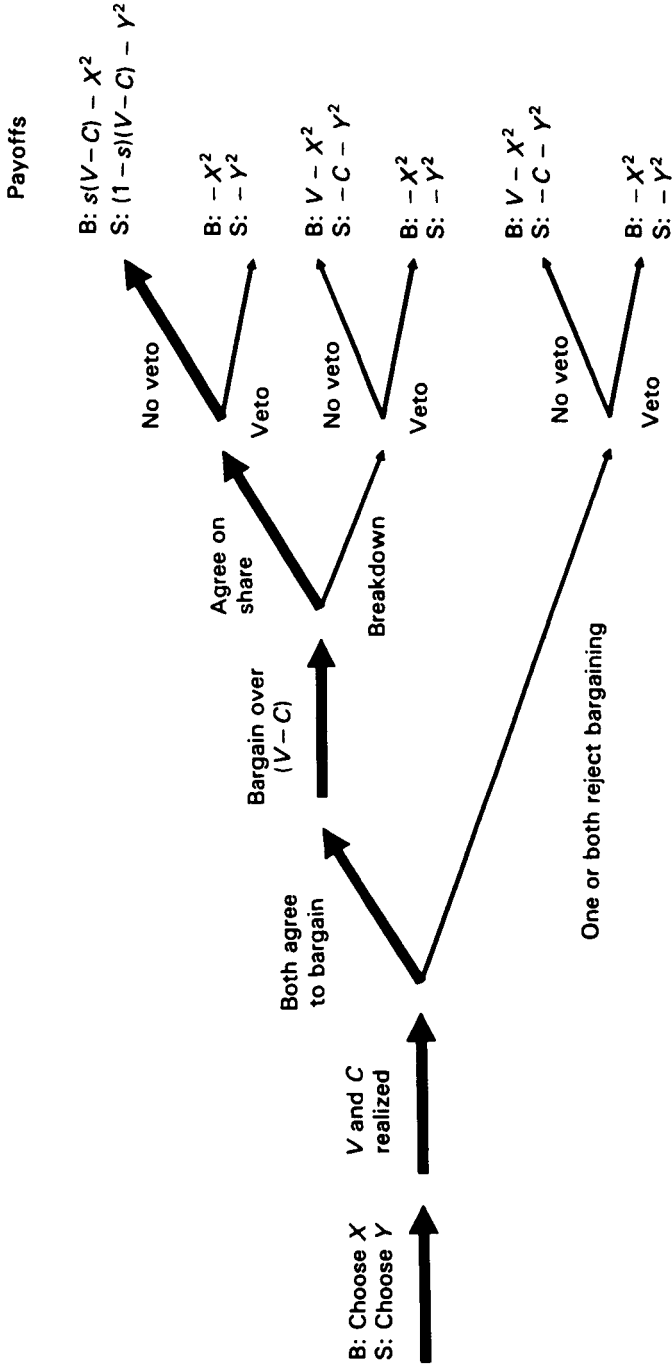 B: Choose X
S: Choose Y
V and C
realized
Both agree
to bargain
One or both reject bargaining
Bargain over
(V – C)
Agree on
share
Breakdown
No veto
Veto
No veto
Veto
No veto
Veto
Payoffs
B: s(V – C) – X²
S: (1 – s)(V – C) – Y²
B: – X²
S: – Y²
B: V – X²
S: – C – Y²
B: – X²
S: – Y²
B: V – X²
S: – C – Y²
B: – X²
S: – Y²